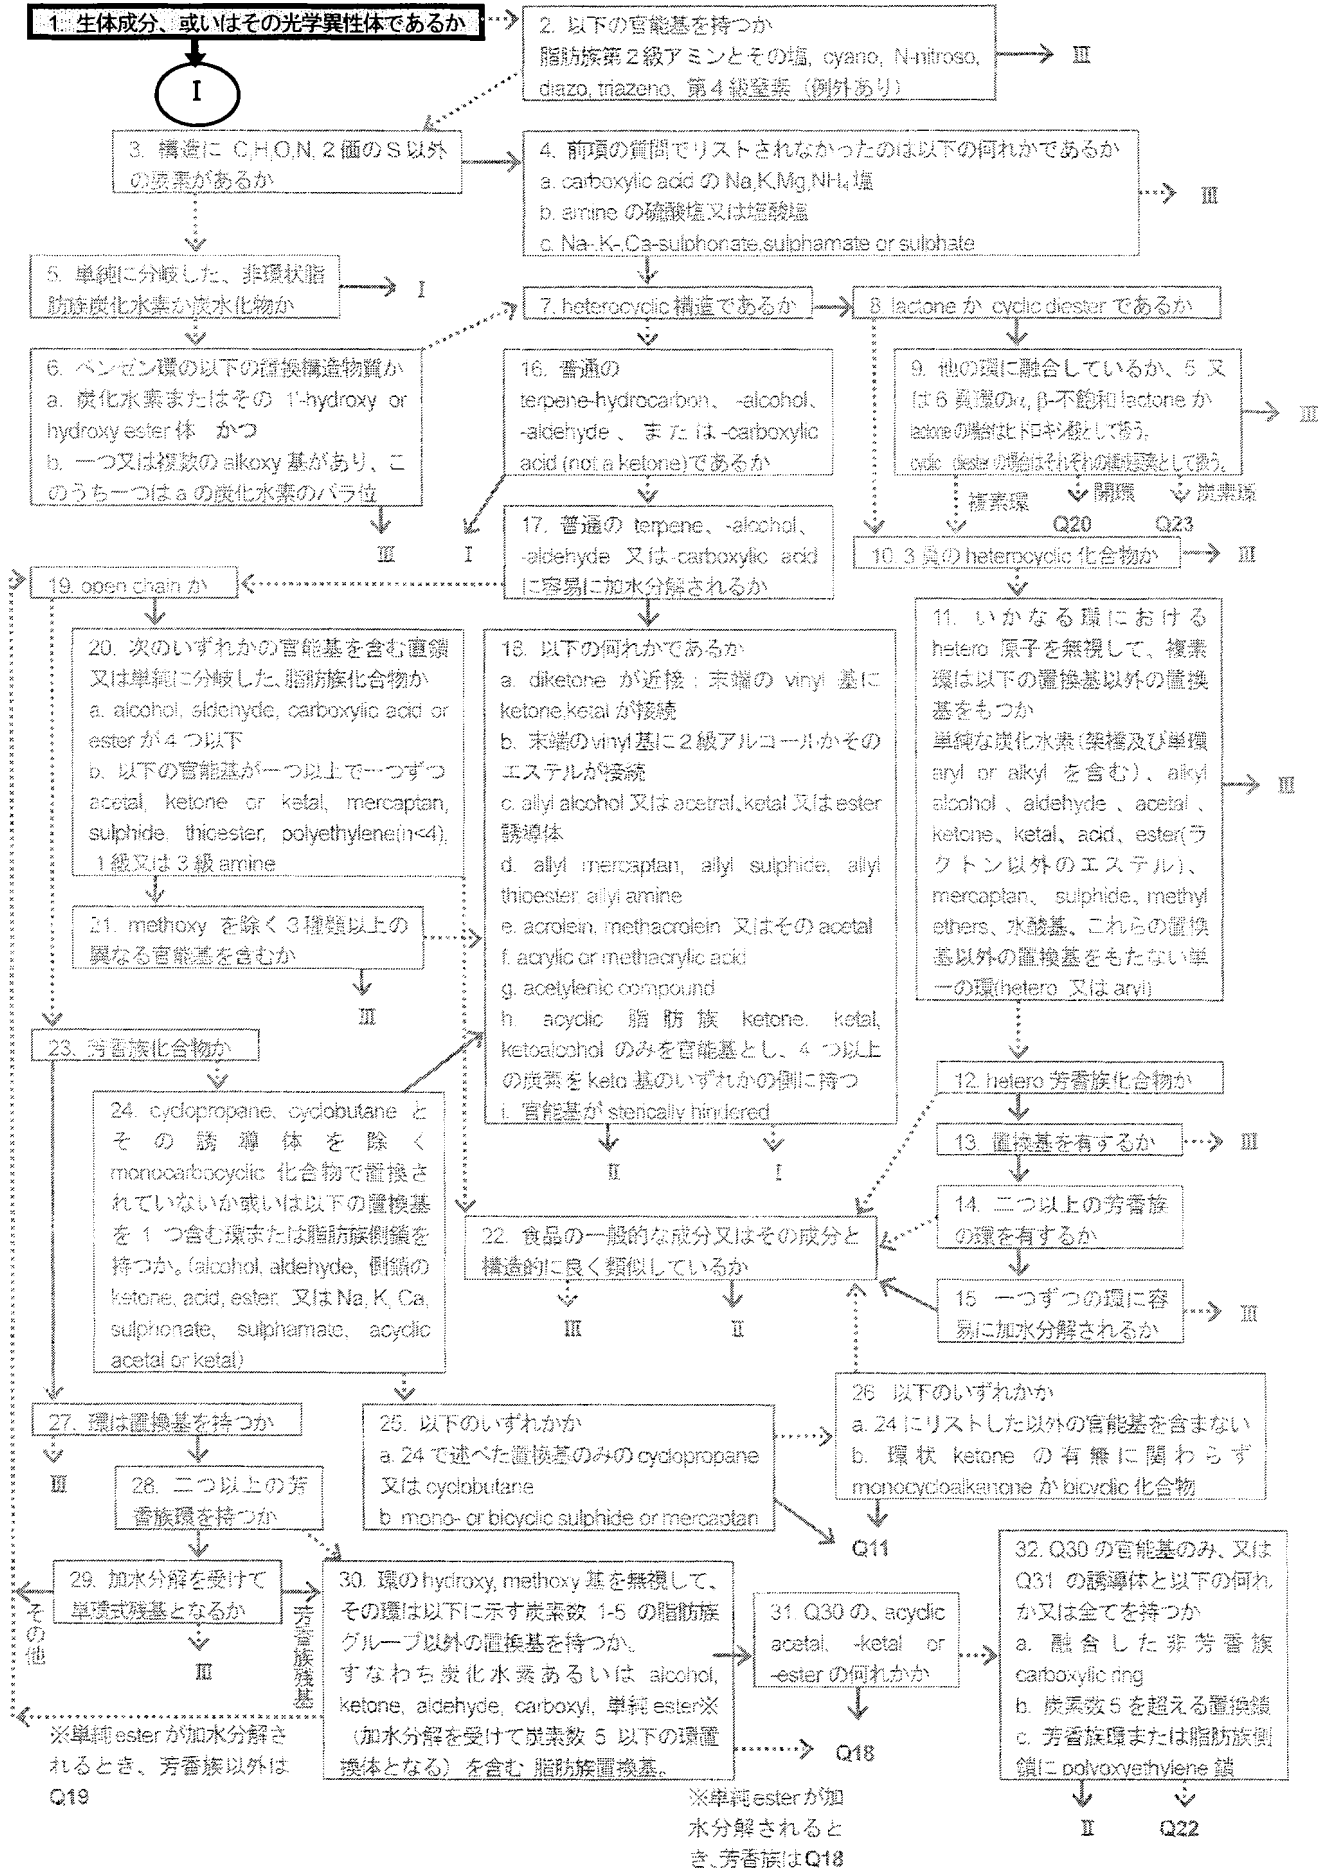 1. 生体成分、或いはその光学異性体であるか
I
2. 以下の官能基を持つか
脂肪族第2級アミンとその塩, cyano, N-nitroso,
diazo, triazeno、第4級窒素（例外あり）
III
3. 構造に C,H,O,N, 2価のS以外
の炭素があるか
4. 前項の質問でリストされなかったのは以下の何れかであるか
a. carboxylic acid の Na,K,Mg,NH₄塩
b. amine の硫酸塩又は塩酸塩
c. Na-,K-,Ca-sulphonate,sulphamate or sulphate
III
5. 単純に分岐した、非環状脂
肪族炭化水素か炭水化物か
I
6. ベンゼン環の以下の置換構造物質か
a. 炭化水素またはその 1'-hydroxy or
hydroxy ester 体 かつ
b. 一つ又は複数の alkoxy 基があり、こ
のうち一つは a の炭化水素のパラ位
III
7. heterocyclic 構造であるか
8. lactone か cyclic diester であるか
9. 他の環に融合しているか、5 又
は 6 員環のα, β-不飽和 lactone か
lactone の場合はヒドロキシ酸として扱う。
cyclic diester の場合はそれぞれの構成要素として扱う。
III
複素環
開環
炭素環
Q20
Q23
10. 3 員の heterocyclic 化合物か
III
16. 普通の
terpene-hydrocarbon、-alcohol、
-aldehyde 、または -carboxylic
acid (not a ketone)であるか
I
17. 普通の terpene、-alcohol、
-aldehyde 又は-carboxylic acid
に容易に加水分解されるか
19. open chain か
11. いかなる環における
hetero 原子を無視して、複素
環は以下の置換基以外の置換
基をもつか
単純な炭化水素(架橋及び単環
aryl or alkyl を含む)、alkyl
alcohol 、aldehyde 、acetal 、
ketone、ketal、acid、ester(ラ
クトン以外のエステル)、
mercaptan、sulphide、methyl
ethers、水酸基、これらの置換
基以外の置換基をもたない単
一の環(hetero 又は aryl)
III
20. 次のいずれかの官能基を含む直鎖
又は単純に分岐した、脂肪族化合物か
a. alcohol, aldehyde, carboxylic acid or
ester が 4 つ以下
b. 以下の官能基が一つ以上で一つずつ
acetal, ketone or ketal, mercaptan,
sulphide, thioester, polyethylene(n<4),
1 級又は 3 級 amine
18. 以下の何れかであるか
a. diketone が近接 ; 末端の vinyl 基に
ketone,ketal が接続
b. 末端のvinyl 基に 2 級アルコールかその
エステルが接続
c. allyl alcohol 又は acetral、ketal 又は ester
誘導体
d. allyl mercaptan, allyl sulphide, allyl
thioester, allyl amine
e. acrolein, methacrolein 又はその acetal
f. acrylic or methacrylic acid
g. acetylenic compound
h. acyclic 脂肪族 ketone, ketal,
ketoalcohol のみを官能基とし、4 つ以上
の炭素を keto 基のいずれかの側に持つ
i. 官能基が sterically hindered
II
I
21. methoxy を除く 3 種類以上の
異なる官能基を含むか
III
23. 芳香族化合物か
12. hetero 芳香族化合物か
13. 置換基を有するか
III
14. 二つ以上の芳香族
の環を有するか
15 一つずつの環に容
易に加水分解されるか
III
24. cyclopropane, cyclobutane と
その誘導体を除く
monocarbocyclic 化合物で置換さ
れていないか或いは以下の置換基
を 1 つ含む環または脂肪族側鎖を
持つか。(alcohol, aldehyde, 側鎖の
ketone, acid, ester, 又は Na, K, Ca,
sulphonate, sulphamate, acyclic
acetal or ketal)
22. 食品の一般的な成分又はその成分と
構造的に良く類似しているか
III
II
27. 環は置換基を持つか
III
25. 以下のいずれかか
a. 24 で述べた置換基のみの cyclopropane
又は cyclobutane
b mono- or bicyclic sulphide or mercaptan
26 以下のいずれかか
a. 24 にリストした以外の官能基を含まない
b. 環状 ketone の有無に関わらず
monocycloalkanone か bicyclic 化合物
Q11
28. 二つ以上の芳
香族環を持つか
29. 加水分解を受けて
単環式残基となるか
その他
芳香族残基
III
30. 環の hydroxy, methoxy 基を無視して、
その環は以下に示す炭素数 1-5 の脂肪族
グループ以外の置換基を持つか。
すなわち炭化水素あるいは alcohol,
ketone, aldehyde, carboxyl, 単純 ester※
（加水分解を受けて炭素数 5 以下の環置
換体となる）を含む 脂肪族置換基。
31. Q30 の、acyclic
acetal, -ketal or
-ester の何れかか
Q18
32. Q30 の官能基のみ、又は
Q31 の誘導体と以下の何れ
か又は全てを持つか
a. 融合した非芳香族
carboxylic ring
b. 炭素数 5 を超える置換鎖
c. 芳香族環または脂肪族側
鎖に polyoxyethylene 鎖
II
Q22
※単純 ester が加水分解さ
れるとき、芳香族以外は
Q19
※単純 ester が加
水分解されると
き、芳香族は Q18